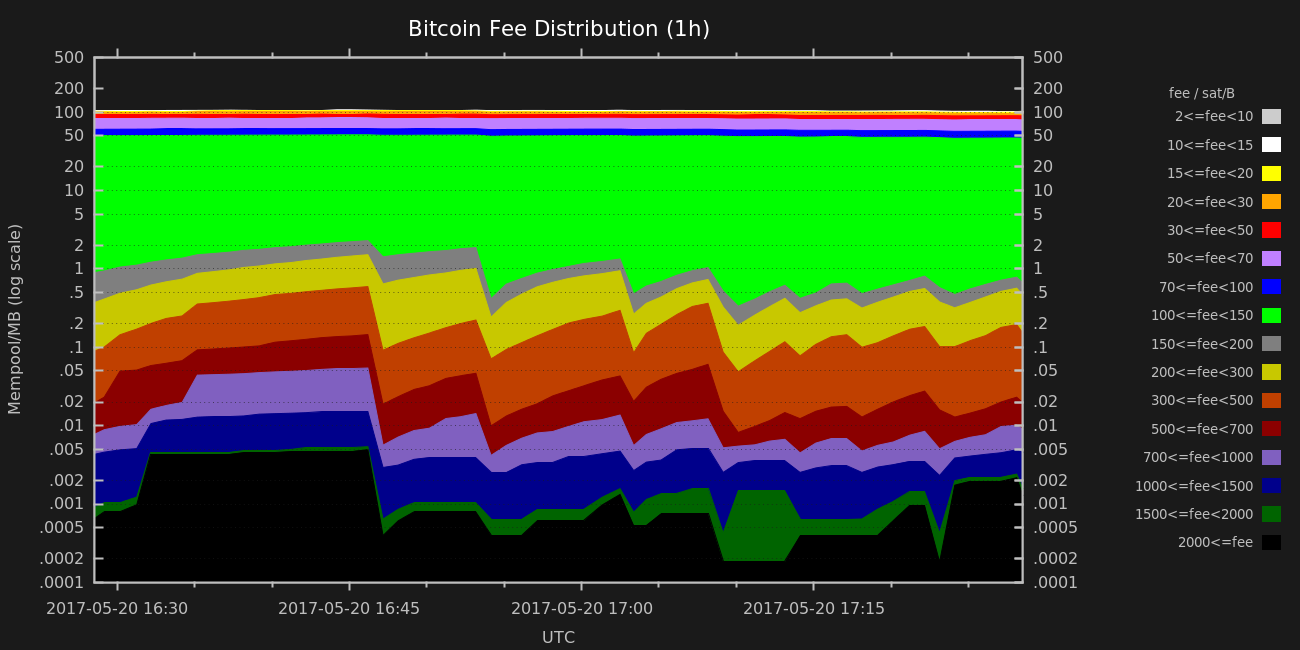 Bitcoin Fee Distribution (1h)
500
200
100
50
20
10
5
2
1
.5
.2
.1
.05
.02
.01
.005
.002
.001
.0005
.0002
.0001
Mempool/MB (log scale)
500
200
100
50
20
10
5
2
1
.5
.2
.1
.05
.02
.01
.005
.002
.001
.0005
.0002
.0001
2017-05-20 16:30
2017-05-20 16:45
2017-05-20 17:00
2017-05-20 17:15
UTC
fee / sat/B
2<=fee<10
10<=fee<15
15<=fee<20
20<=fee<30
30<=fee<50
50<=fee<70
70<=fee<100
100<=fee<150
150<=fee<200
200<=fee<300
300<=fee<500
500<=fee<700
700<=fee<1000
1000<=fee<1500
1500<=fee<2000
2000<=fee